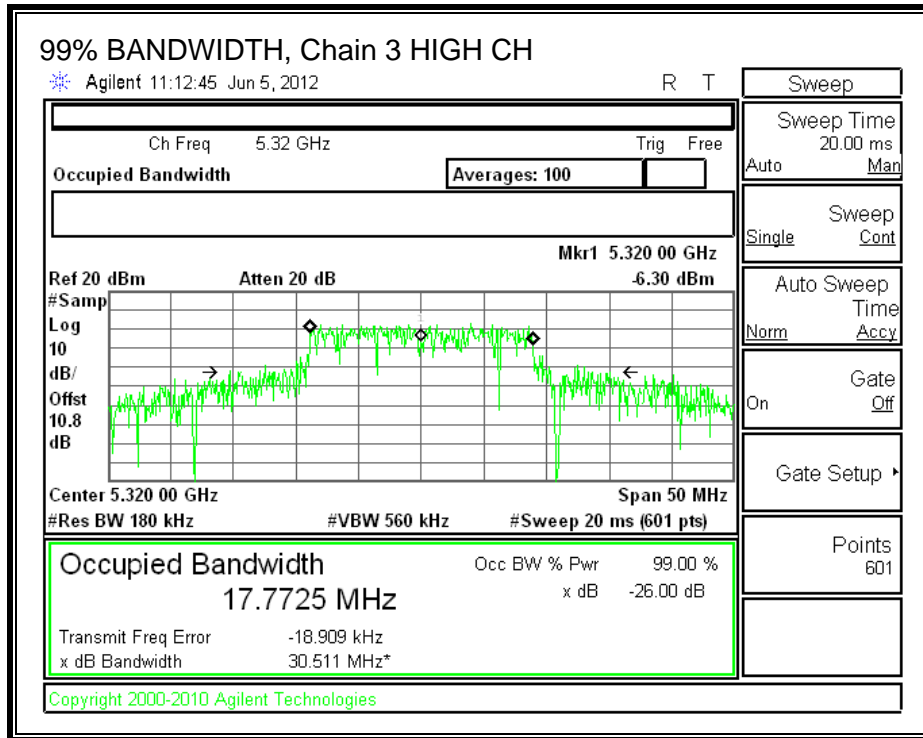 99% BANDWIDTH, Chain 3 HIGH CH
Agilent 11:12:45 Jun 5, 2012 R T
Ch Freq 5.32 GHz Trig Free
Occupied Bandwidth Averages: 100
Mkr1 5.320 00 GHz
Ref 20 dBm Atten 20 dB -6.30 dBm
#Samp
Log
10
dB/
Offst
10.8
dB
Center 5.320 00 GHz Span 50 MHz
#Res BW 180 kHz #VBW 560 kHz #Sweep 20 ms (601 pts)
Occupied Bandwidth Occ BW % Pwr 99.00 %
17.7725 MHz x dB -26.00 dB
Transmit Freq Error -18.909 kHz
x dB Bandwidth 30.511 MHz*
Copyright 2000-2010 Agilent Technologies
Sweep
Sweep Time
20.00 ms
Auto Man
Sweep
Single Cont
Auto Sweep
Time
Norm Accy
Gate
On Off
Gate Setup
Points
601